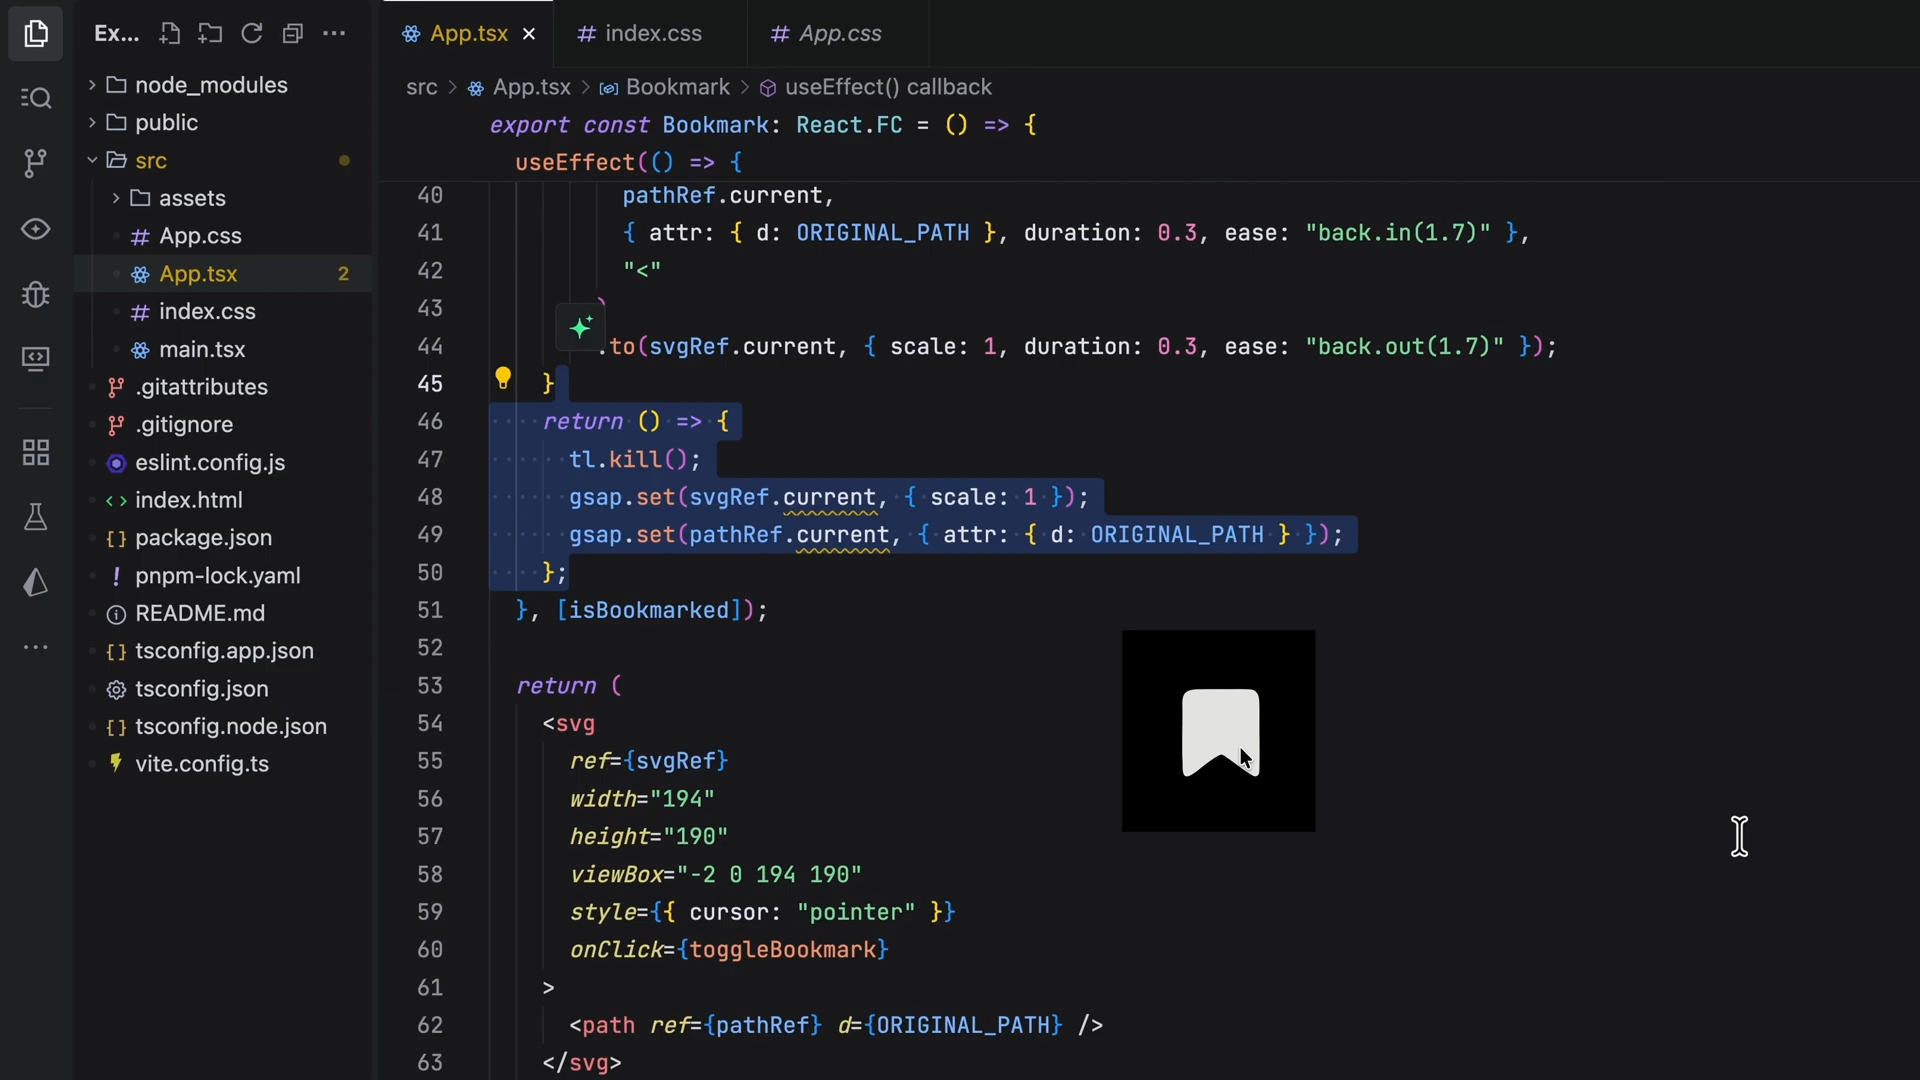 Ex...
node_modules
public
src
assets
App.css
App.tsx 2
index.css
main.tsx
.gitattributes
.gitignore
eslint.config.js
index.html
package.json
pnpm-lock.yaml
README.md
tsconfig.app.json
tsconfig.json
tsconfig.node.json
vite.config.ts
App.tsx
index.css
App.css
src > App.tsx > Bookmark > useEffect() callback
export const Bookmark: React.FC = () => {
useEffect(() => {
40 pathRef.current,
41 { attr: { d: ORIGINAL_PATH }, duration: 0.3, ease: "back.in(1.7)" },
42 "<"
43 )
44 .to(svgRef.current, { scale: 1, duration: 0.3, ease: "back.out(1.7)" });
45 }
46 return () => {
47 tl.kill();
48 gsap.set(svgRef.current, { scale: 1 });
49 gsap.set(pathRef.current, { attr: { d: ORIGINAL_PATH } });
50 };
51 }, [isBookmarked]);
52
53 return (
54 <svg
55 ref={svgRef}
56 width="194"
57 height="190"
58 viewBox="-2 0 194 190"
59 style={{ cursor: "pointer" }}
60 onClick={toggleBookmark}
61 >
62 <path ref={pathRef} d={ORIGINAL_PATH} />
63 </svg>